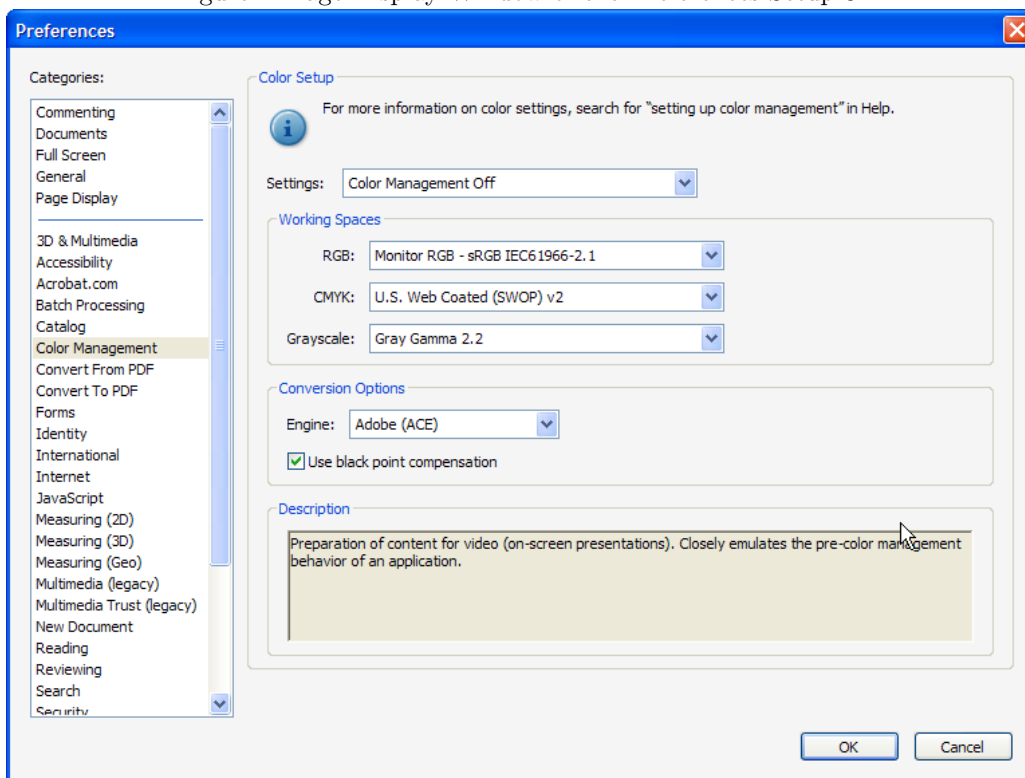 Preferences
Categories:
Commenting
Documents
Full Screen
General
Page Display
3D & Multimedia
Accessibility
Acrobat.com
Batch Processing
Catalog
Color Management
Convert From PDF
Convert To PDF
Forms
Identity
International
Internet
JavaScript
Measuring (2D)
Measuring (3D)
Measuring (Geo)
Multimedia (legacy)
Multimedia Trust (legacy)
New Document
Reading
Reviewing
Search
Security
Color Setup
For more information on color settings, search for “setting up color management” in Help.
Settings: Color Management Off
Working Spaces
RGB: Monitor RGB - sRGB IEC61966-2.1
CMYK: U.S. Web Coated (SWOP) v2
Grayscale: Gray Gamma 2.2
Conversion Options
Engine: Adobe (ACE)
Use black point compensation
Description
Preparation of content for video (on-screen presentations). Closely emulates the pre-color management
behavior of an application.
OK Cancel